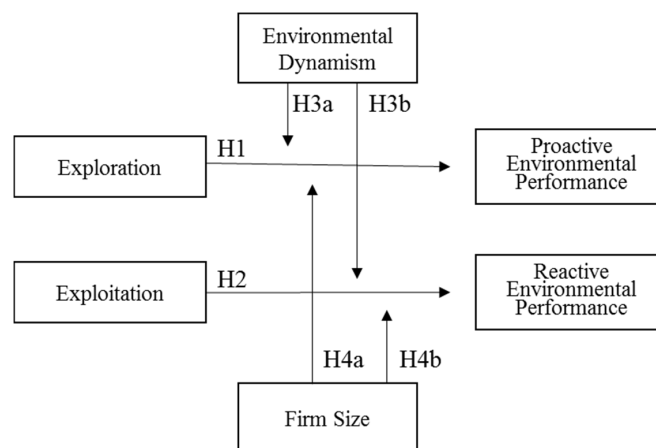 Environmental
Dynamism
H3a
H3b
H1
Exploration
Proactive
Environmental
Performance
H2
Exploitation
Reactive
Environmental
Performance
H4a
H4b
Firm Size